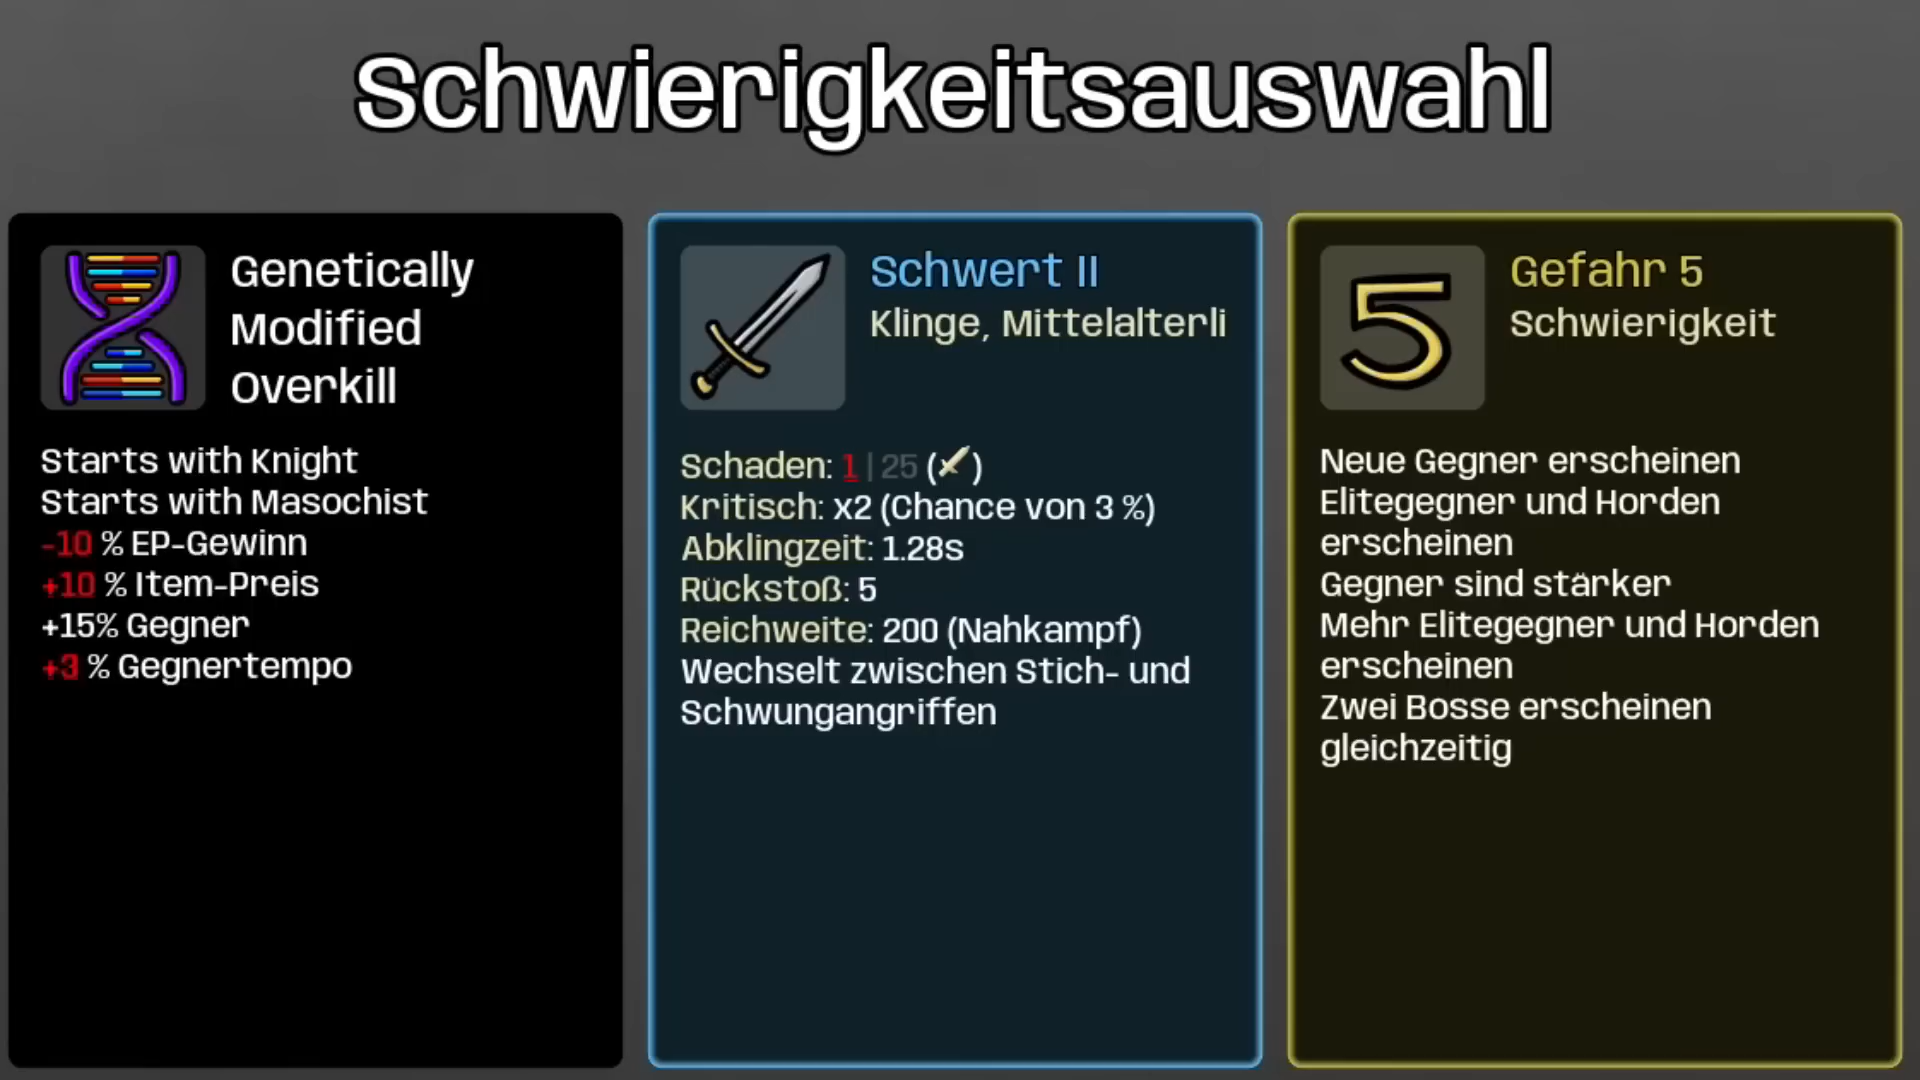 Schwierigkeitsauswahl
Genetically
Modified
Overkill
Starts with Knight
Starts with Masochist
-10 % EP-Gewinn
+10 % Item-Preis
+15% Gegner
+3 % Gegnertempo
Schwert II
Klinge, Mittelalterli
Schaden: 1 | 25 ( )
Kritisch: x2 (Chance von 3 %)
Abklingzeit: 1.28s
Rückstoß: 5
Reichweite: 200 (Nahkampf)
Wechselt zwischen Stich- und
Schwungangriffen
5
Gefahr 5
Schwierigkeit
Neue Gegner erscheinen
Elitegegner und Horden
erscheinen
Gegner sind stärker
Mehr Elitegegner und Horden
erscheinen
Zwei Bosse erscheinen
gleichzeitig